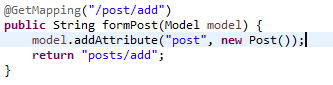 @GetMapping("/post/add")
public String formPost(Model model) {
    model.addAttribute("post", new Post());
    return "posts/add";
}